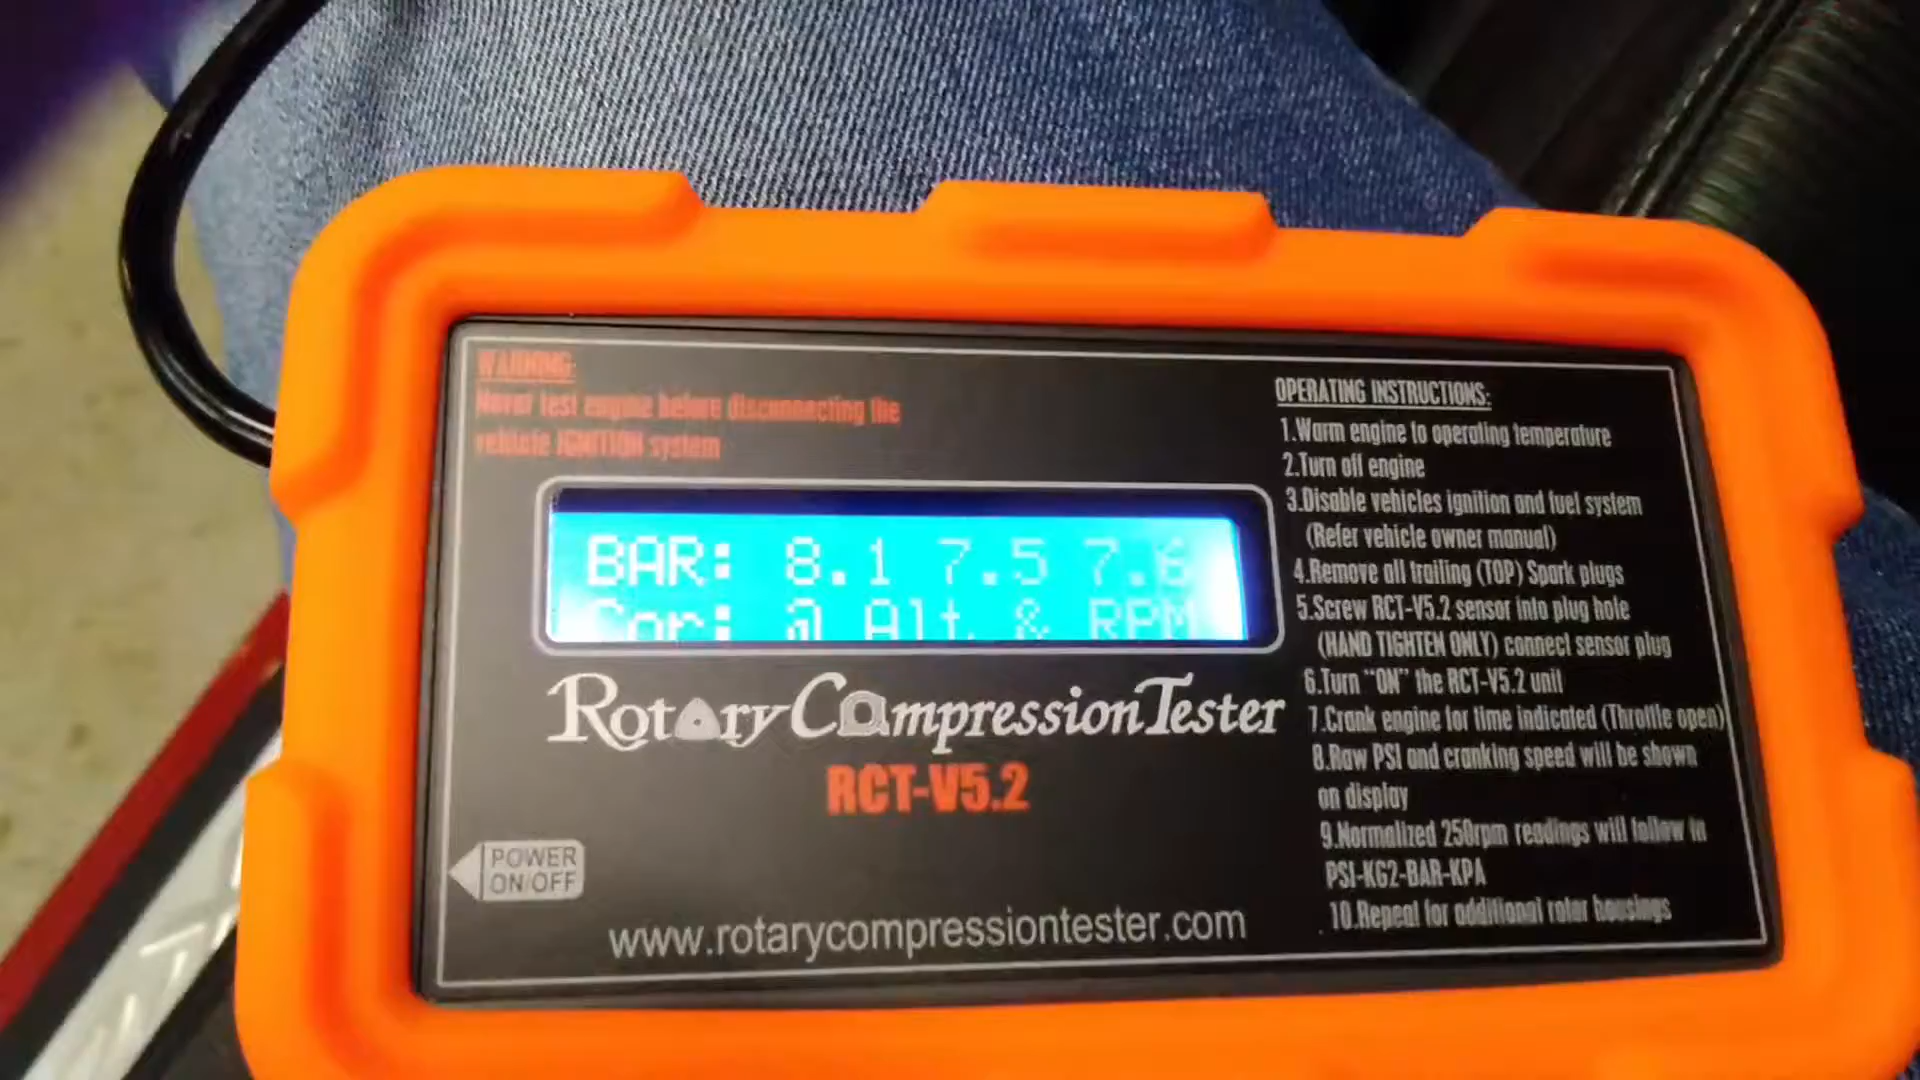 WARNING:
Never test engine before disconnecting the
vehicle IGNITION system
BAR: 8.1 7.5 7.6
Cor: @ Alt & RPM
Rotary CompressionTester
RCT-V5.2
POWER
ON/OFF
www.rotarycompressiontester.com
OPERATING INSTRUCTIONS:
1.Warm engine to operating temperature
2.Turn off engine
3.Disable vehicles ignition and fuel system
(Refer vehicle owner manual)
4.Remove all trailing (TOP) Spark plugs
5.Screw RCT-V5.2 sensor into plug hole
(HAND TIGHTEN ONLY) connect sensor plug
6.Turn "ON" the RCT-V5.2 unit
7.Crank engine for time indicated (Throttle open)
8.Raw PSI and cranking speed will be shown
on display
9.Normalized 250rpm readings will follow in
PSI-KG2-BAR-KPA
10.Repeat for additional rotor housings